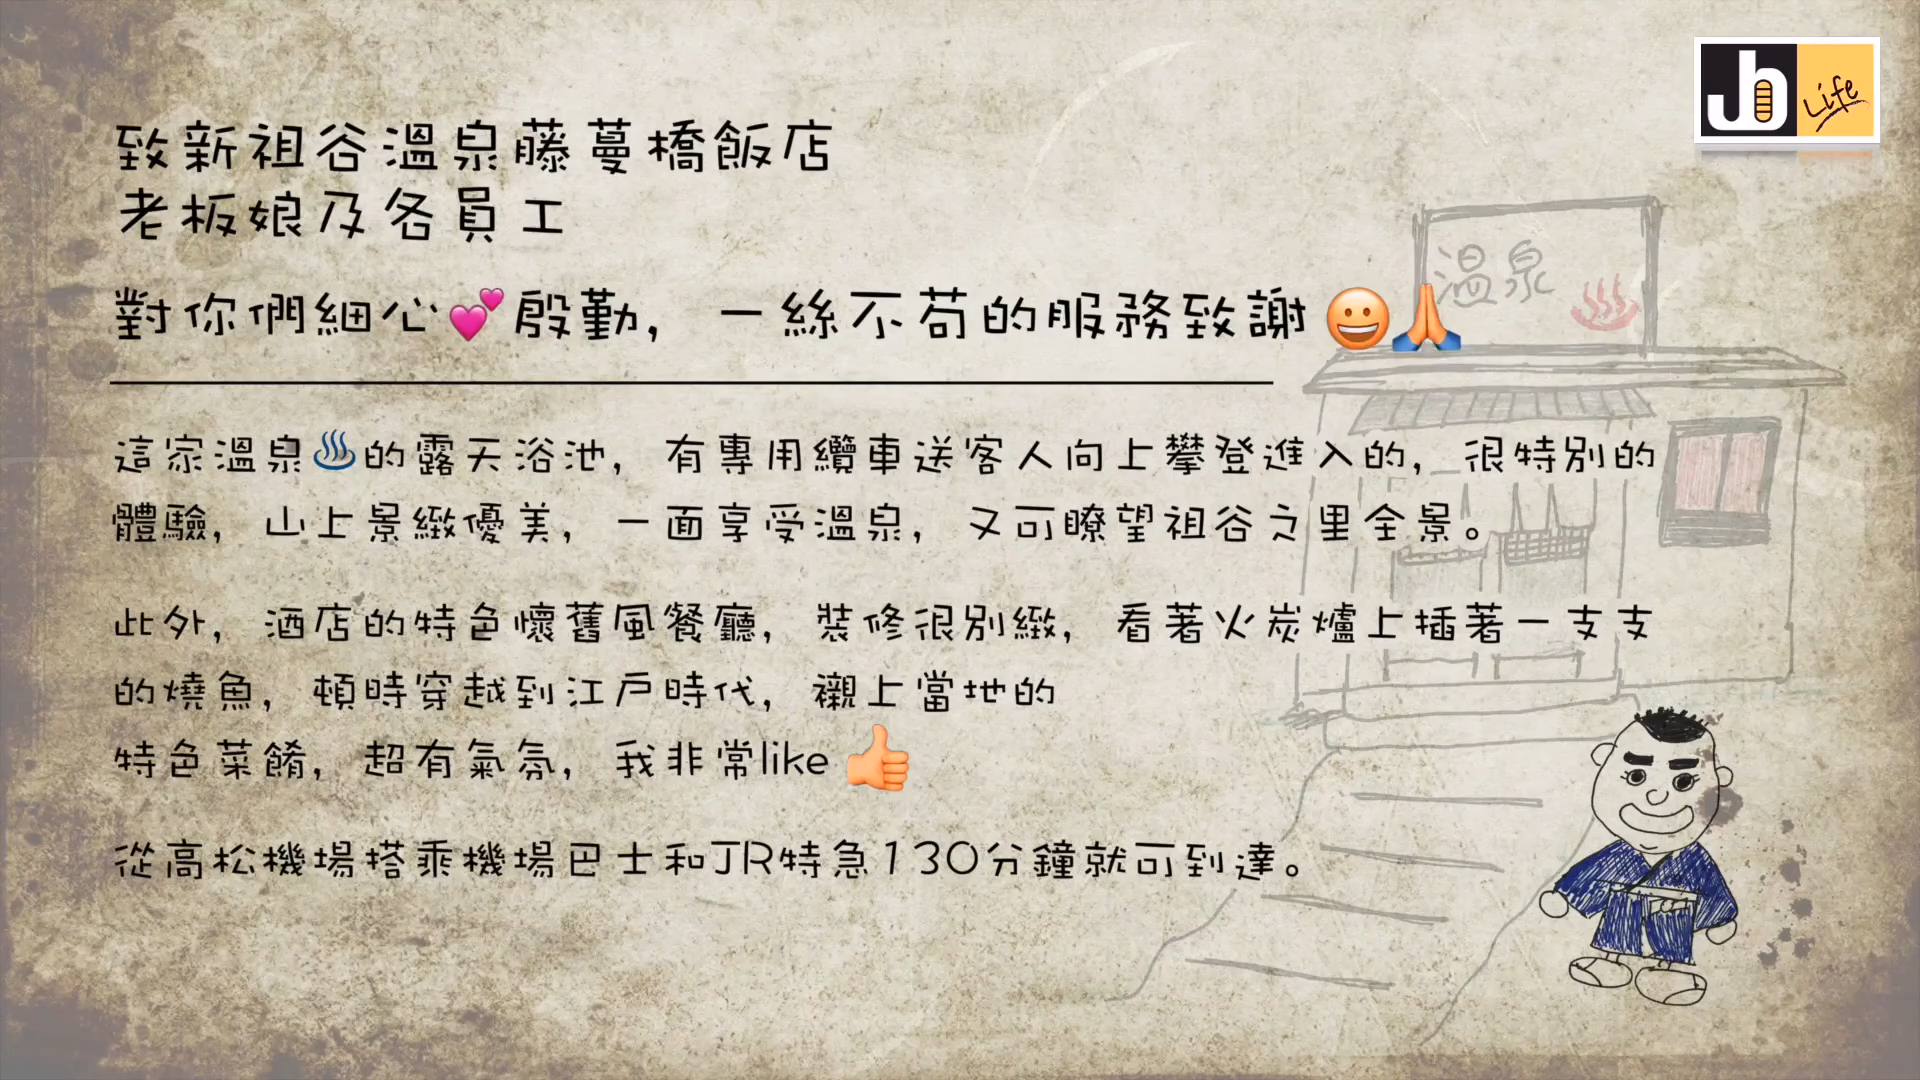 Jb Life
致新祖谷溫泉藤蔓橋飯店
老板娘及各員工
溫泉♨
對你們細心💕殷勤，一絲不苟的服務致謝😀🙏
這家溫泉♨的露天浴池，有專用纜車送客人向上攀登進入的，很特別的
體驗，山上景緻優美，一面享受溫泉，又可瞭望祖谷之里全景。
此外，酒店的特色懷舊風餐廳，裝修很別緻，看著火炭爐上插著一支支
的燒魚，頓時穿越到江戶時代，襯上當地的
特色菜餚，超有氣氛，我非常like 👍
從高松機場搭乘機場巴士和JR特急130分鐘就可到達。